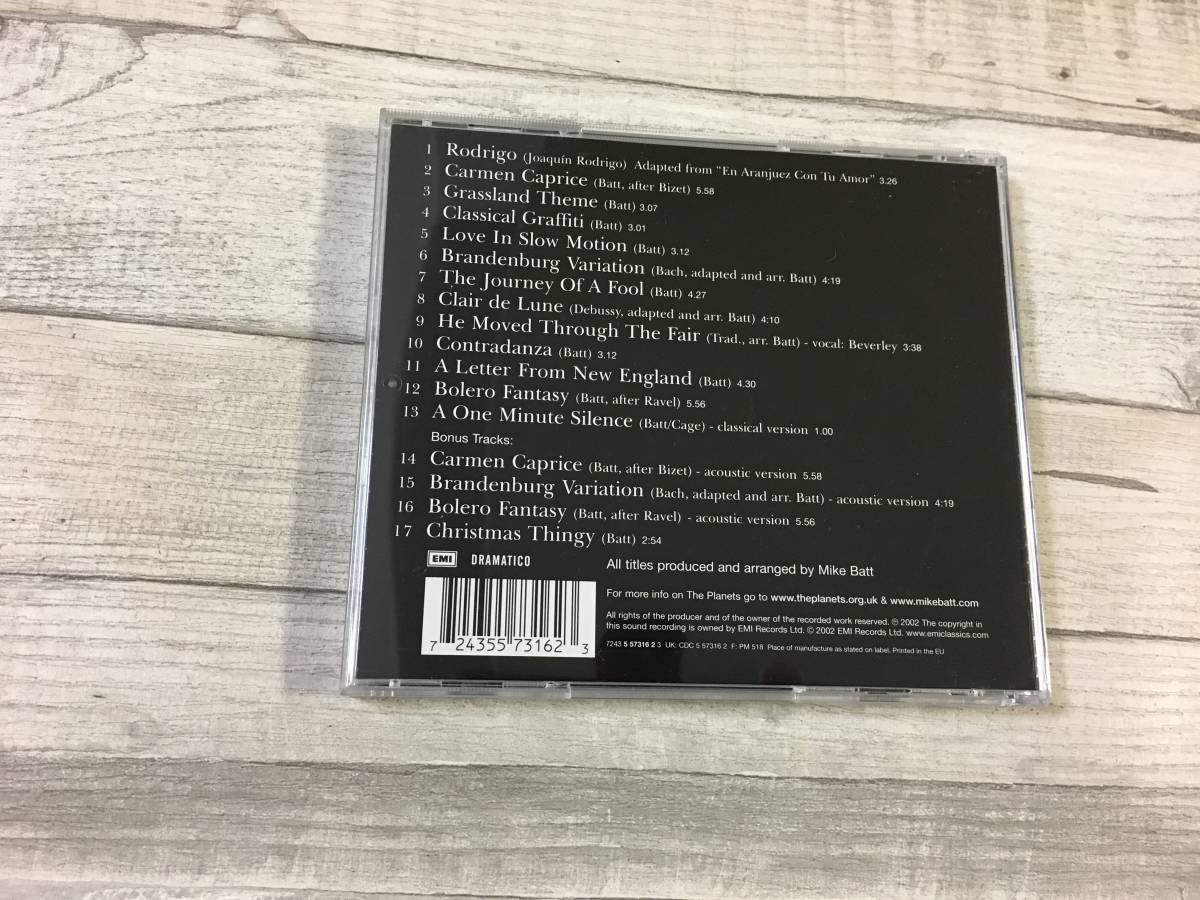 1 Rodrigo (Joaquín Rodrigo) Adapted from "En Aranjuez Con Tu Amor" 3.26
2 Carmen Caprice (Batt, after Bizet) 5.58
3 Grassland Theme (Batt) 3.07
4 Classical Graffiti (Batt) 3.01
5 Love In Slow Motion (Batt) 3.12
6 Brandenburg Variation (Bach, adapted and arr. Batt) 4:19
7 The Journey Of A Fool (Batt) 4.27
8 Clair de Lune (Debussy, adapted and arr. Batt) 4:10
9 He Moved Through The Fair (Trad., arr. Batt) - vocal: Beverley 3:38
10 Contradanza (Batt) 3.12
11 A Letter From New England (Batt) 4.30
12 Bolero Fantasy (Batt, after Ravel) 5.56
13 A One Minute Silence (Batt/Cage) - classical version 1.00
Bonus Tracks:
14 Carmen Caprice (Batt, after Bizet) - acoustic version 5.58
15 Brandenburg Variation (Bach, adapted and arr. Batt) - acoustic version 4:19
16 Bolero Fantasy (Batt, after Ravel) - acoustic version 5.56
17 Christmas Thingy (Batt) 2:54
EMI DRAMATICO
All titles produced and arranged by Mike Batt
For more info on The Planets go to www.theplanets.org.uk & www.mikebatt.com
All rights of the producer and of the owner of the recorded work reserved. ℗ 2002 The copyright in
this sound recording is owned by EMI Records Ltd. © 2002 EMI Records Ltd. www.emiclassics.com
7243 5 57316 2 3 UK: CDC 5 57316 2 F: PM 518 Place of manufacture as stated on label. Printed in the EU
7 24355 73162 3